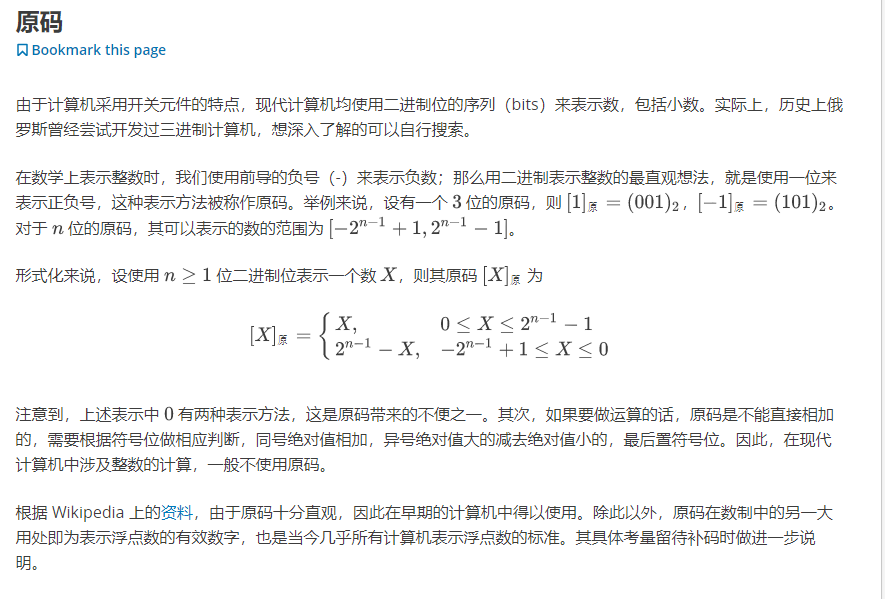 原码
Bookmark this page
由于计算机采用开关元件的特点，现代计算机均使用二进制位的序列（bits）来表示数，包括小数。实际上，历史上俄
罗斯曾经尝试开发过三进制计算机，想深入了解的可以自行搜索。
在数学上表示整数时，我们使用前导的负号（-）来表示负数；那么用二进制表示整数的最直观想法，就是使用一位来
表示正负号，这种表示方法被称作原码。举例来说，设有一个 3 位的原码，则 [1]原 = (001)₂，[−1]原 = (101)₂。
对于 n 位的原码，其可以表示的数的范围为 [−2ⁿ⁻¹ + 1, 2ⁿ⁻¹ − 1]。
形式化来说，设使用 n ≥ 1 位二进制位表示一个数 X，则其原码 [X]原 为
[X]原 = { X, 0 ≤ X ≤ 2ⁿ⁻¹ − 1
2ⁿ⁻¹ − X, −2ⁿ⁻¹ + 1 ≤ X ≤ 0
注意到，上述表示中 0 有两种表示方法，这是原码带来的不便之一。其次，如果要做运算的话，原码是不能直接相加
的，需要根据符号位做相应判断，同号绝对值相加，异号绝对值大的减去绝对值小的，最后置符号位。因此，在现代
计算机中涉及整数的计算，一般不使用原码。
根据 Wikipedia 上的资料，由于原码十分直观，因此在早期的计算机中得以使用。除此以外，原码在数制中的另一大
用处即为表示浮点数的有效数字，也是当今几乎所有计算机表示浮点数的标准。其具体考量留待补码时做进一步说
明。